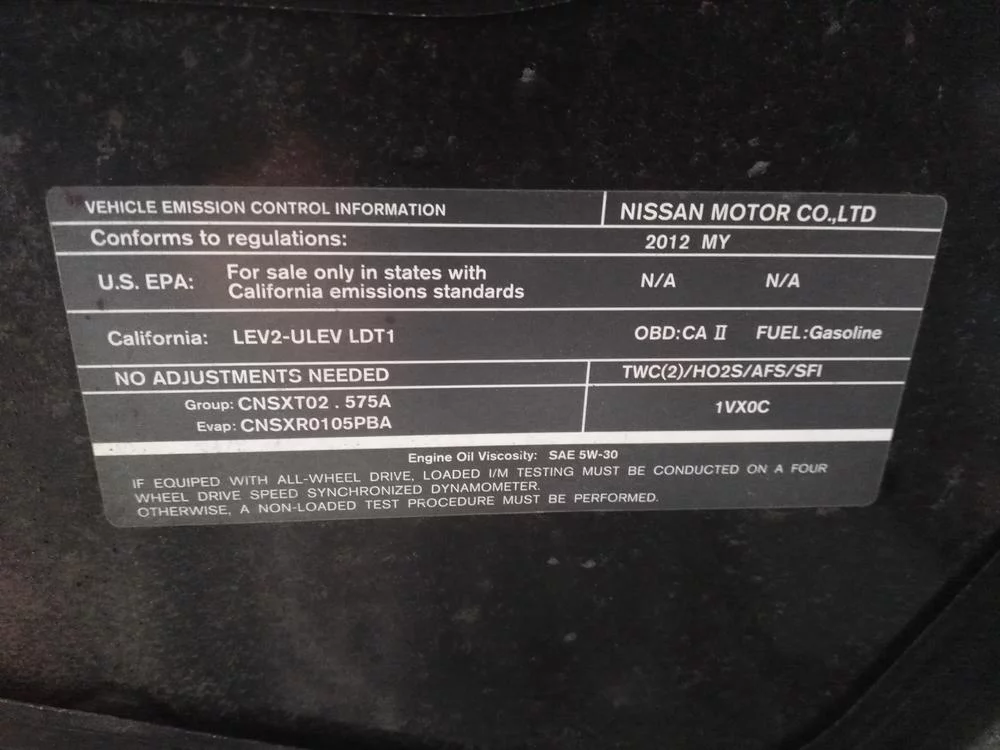 VEHICLE EMISSION CONTROL INFORMATION NISSAN MOTOR CO.,LTD
Conforms to regulations: 2012 MY
U.S. EPA: For sale only in states with California emissions standards N/A N/A
California: LEV2-ULEV LDT1 OBD:CA II FUEL:Gasoline
NO ADJUSTMENTS NEEDED TWC(2)/HO2S/AFS/SFI
Group: CNSXT02 . 575A
Evap: CNSXR0105PBA
1VX0C
Engine Oil Viscosity: SAE 5W-30
IF EQUIPED WITH ALL-WHEEL DRIVE, LOADED I/M TESTING MUST BE CONDUCTED ON A FOUR
WHEEL DRIVE SPEED SYNCHRONIZED DYNAMOMETER.
OTHERWISE, A NON-LOADED TEST PROCEDURE MUST BE PERFORMED.